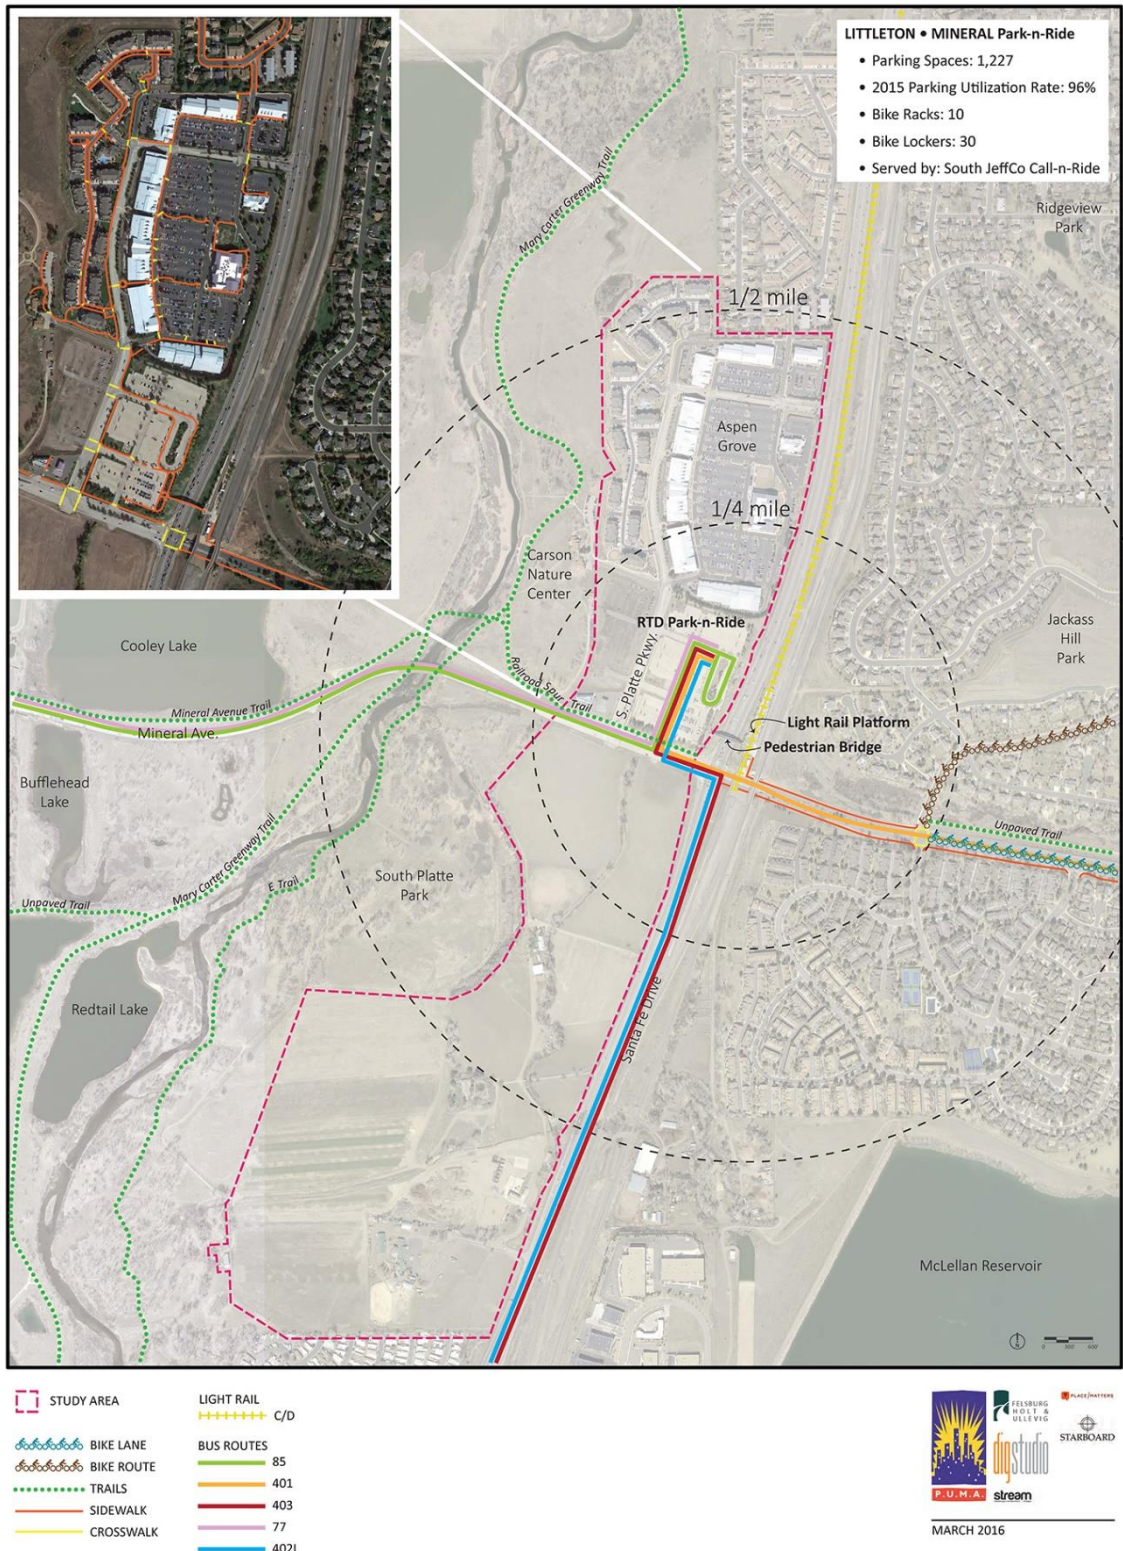 LITTLETON • MINERAL Park-n-Ride
• Parking Spaces: 1,227
• 2015 Parking Utilization Rate: 96%
• Bike Racks: 10
• Bike Lockers: 30
• Served by: South JeffCo Call-n-Ride
Mary Carter Greenway Trail
Ridgeview
Park
1/2 mile
Aspen
Grove
1/4 mile
Carson
Nature
Center
RTD Park-n-Ride
Cooley Lake
Jackass
Hill
Park
S. Platte Pkwy.
Railroad Spur Trail
Mineral Avenue Trail
Mineral Ave.
Light Rail Platform
Pedestrian Bridge
Bufflehead
Lake
Unpaved Trail
Mary Carter Greenway Trail
E Trail
South Platte
Park
Unpaved Trail
Redtail Lake
Santa Fe Drive
McLellan Reservoir
0 300' 600'
STUDY AREA
BIKE LANE
BIKE ROUTE
TRAILS
SIDEWALK
CROSSWALK
LIGHT RAIL
C/D
BUS ROUTES
85
401
403
77
402L
P.U.M.A.
FELSBURG
HOLT &
ULLEVIG
digstudio
stream
PLACEMATTERS
STARBOARD
MARCH 2016